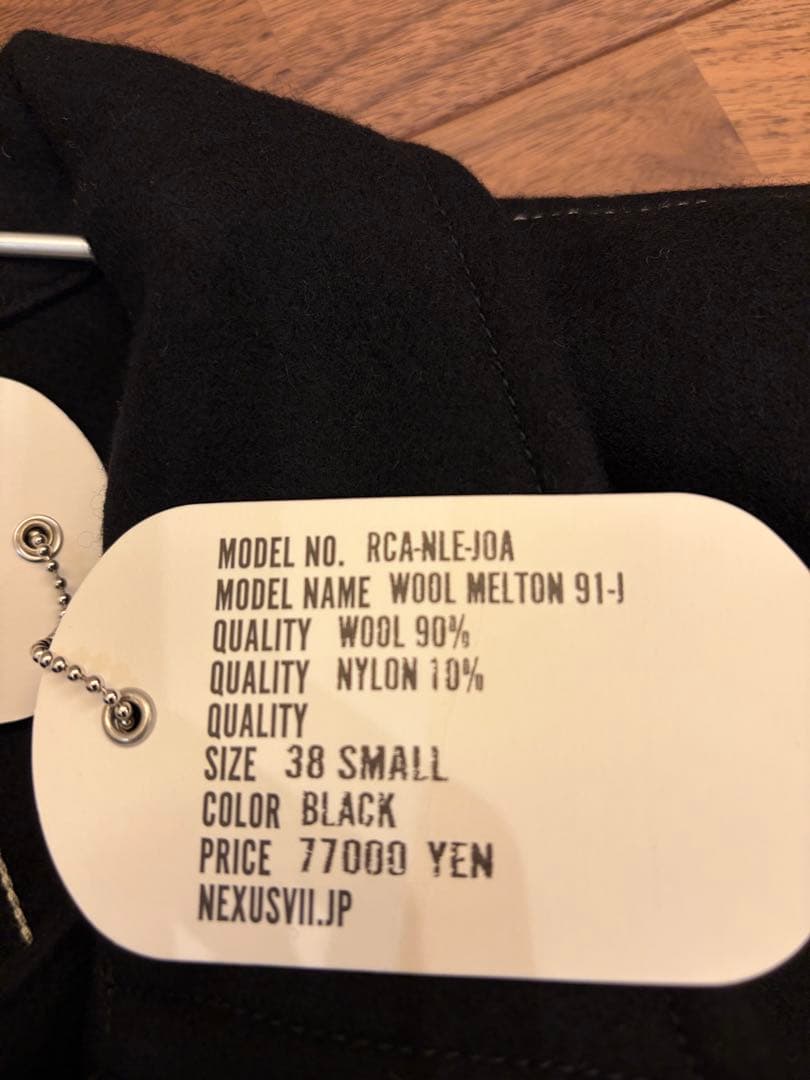 MODEL NO. RCA-NLE-J0A
MODEL NAME WOOL MELTON 91-J
QUALITY WOOL 90%
QUALITY NYLON 10%
QUALITY
SIZE 38 SMALL
COLOR BLACK
PRICE 77000 YEN
NEXUSVII.JP